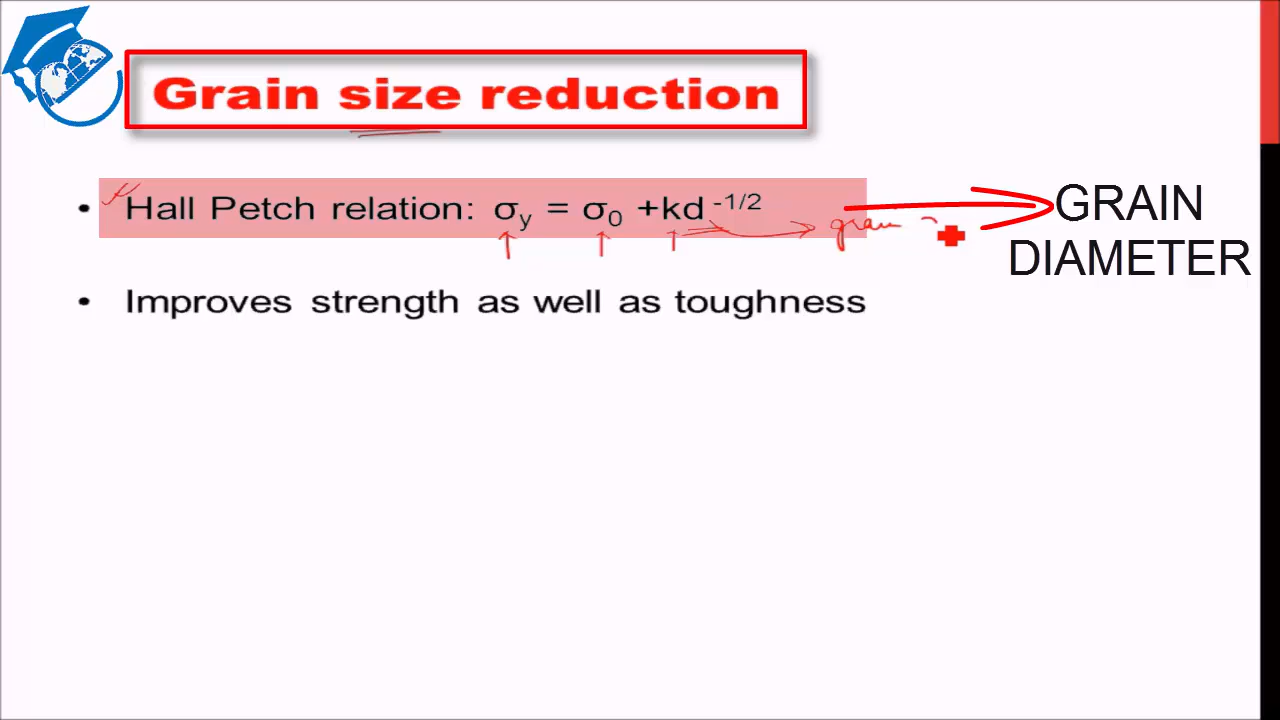 Grain size reduction
• Hall Petch relation: σy = σ0 +kd -1/2
grain
GRAIN
DIAMETER
• Improves strength as well as toughness